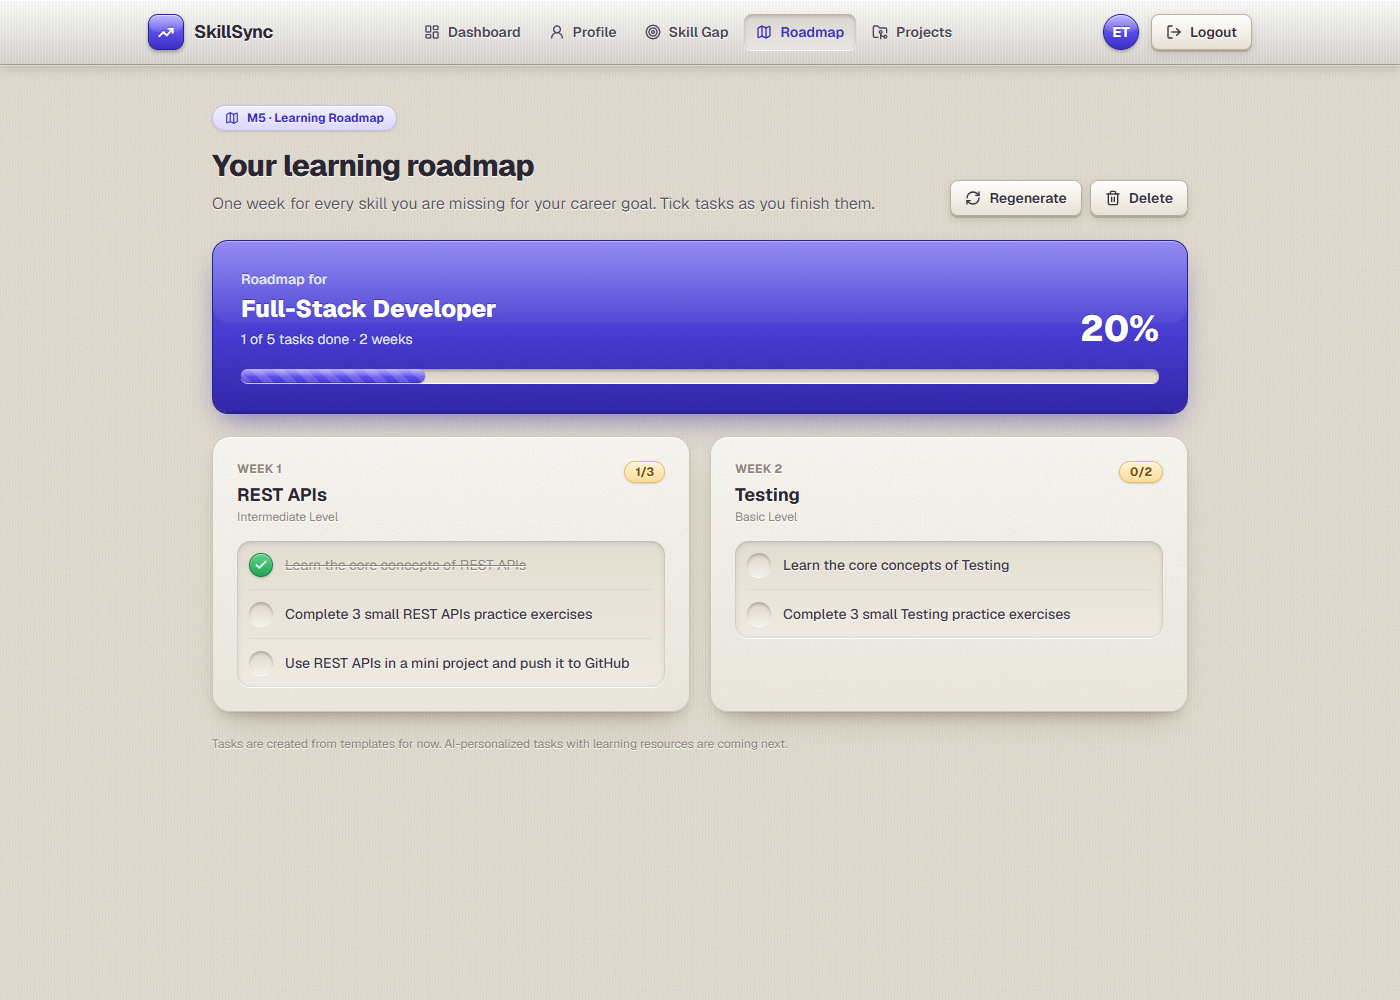 SkillSync
Dashboard
Profile
Skill Gap
Roadmap
Projects
ET
Logout
M5 · Learning Roadmap
Your learning roadmap
One week for every skill you are missing for your career goal. Tick tasks as you finish them.
Regenerate
Delete
Roadmap for
Full-Stack Developer
1 of 5 tasks done · 2 weeks
20%
WEEK 1
1/3
REST APIs
Intermediate Level
Learn the core concepts of REST APIs
Complete 3 small REST APIs practice exercises
Use REST APIs in a mini project and push it to GitHub
WEEK 2
0/2
Testing
Basic Level
Learn the core concepts of Testing
Complete 3 small Testing practice exercises
Tasks are created from templates for now. AI-personalized tasks with learning resources are coming next.